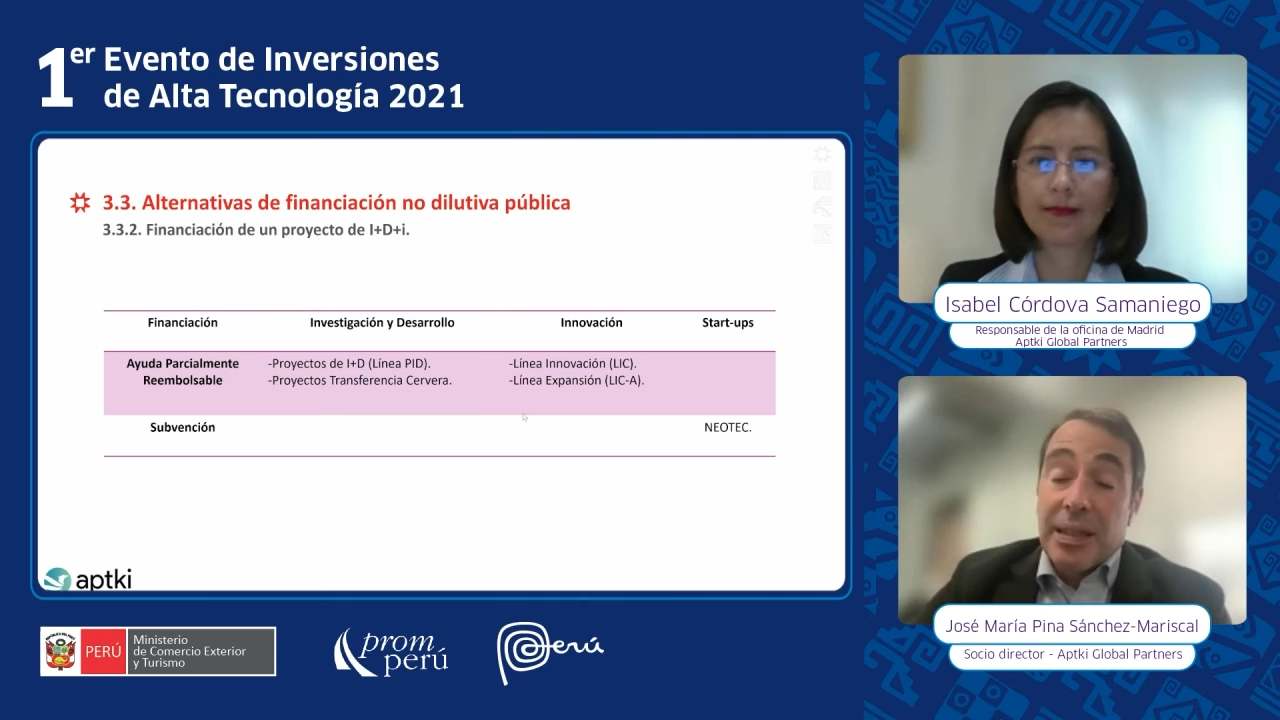 1er Evento de Inversiones
de Alta Tecnología 2021
3.3. Alternativas de financiación no dilutiva pública
3.3.2. Financiación de un proyecto de I+D+i.
Financiación Investigación y Desarrollo Innovación Start-ups
Ayuda Parcialmente -Proyectos de I+D (Línea PID). -Línea Innovación (LIC).
Reembolsable -Proyectos Transferencia Cervera. -Línea Expansión (LIC-A).
Subvención NEOTEC.
aptki
PERÚ
Ministerio
de Comercio Exterior
y Turismo
prom
perú
Perú
Isabel Córdova Samaniego
Responsable de la oficina de Madrid
Aptki Global Partners
José María Pina Sánchez-Mariscal
Socio director - Aptki Global Partners